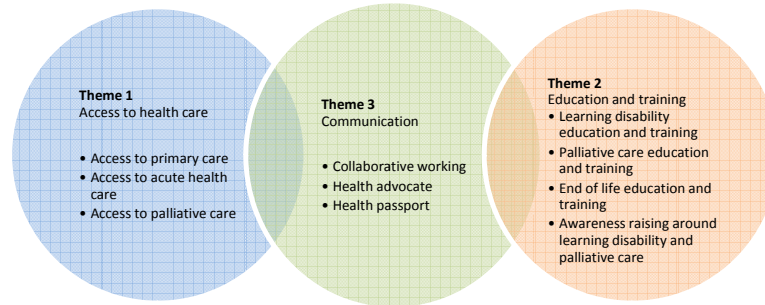 Theme 1
Access to health care
• Access to primary care
• Access to acute health
care
• Access to palliative care
Theme 3
Communication
• Collaborative working
• Health advocate
• Health passport
Theme 2
Education and training
• Learning disability
education and training
• Palliative care education
and training
• End of life education and
training
• Awareness raising around
learning disability and
palliative care